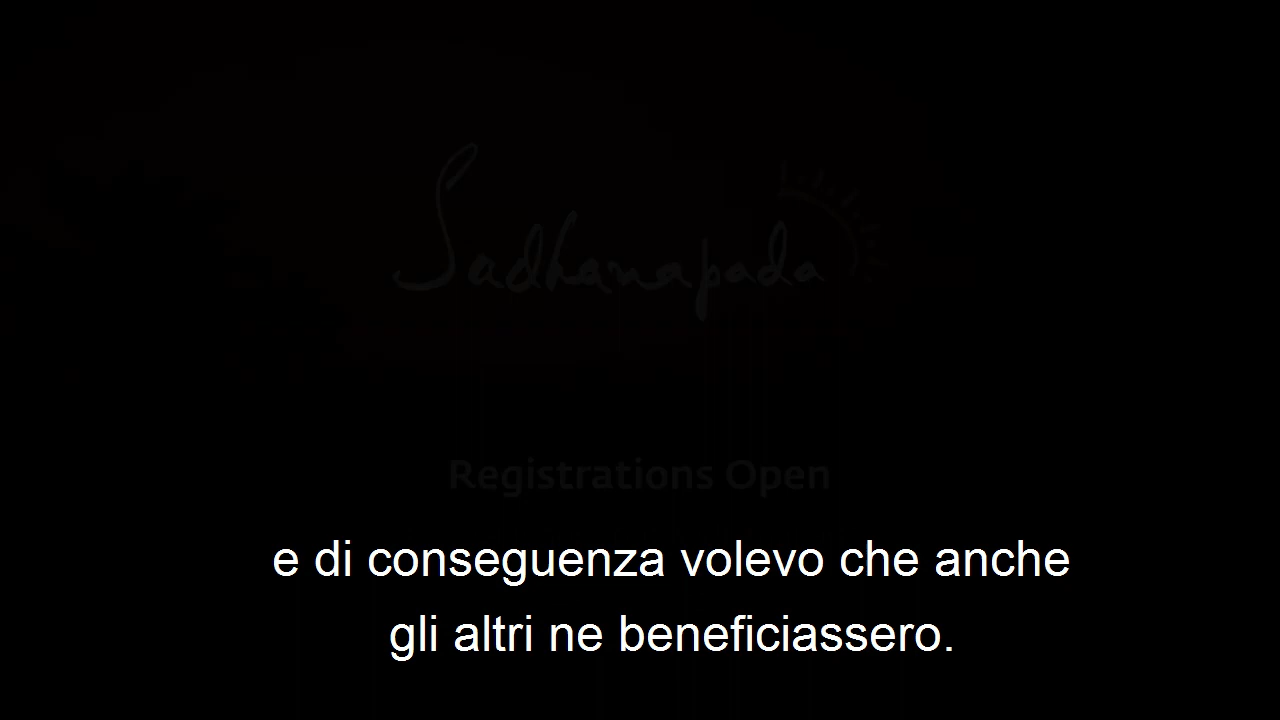 Sadhanapada
Registrations Open
e di conseguenza volevo che anche
gli altri ne beneficiassero.